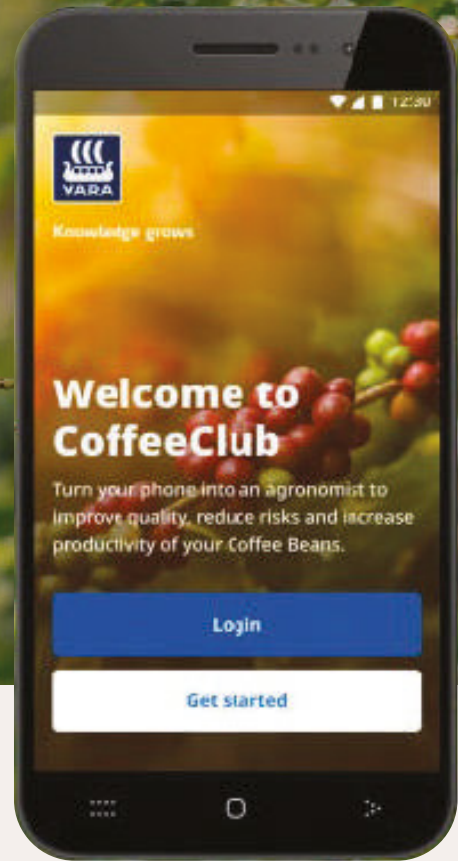 12:30
YARA
Knowledge grows
Welcome to
CoffeeClub
Turn your phone into an agronomist to
improve quality, reduce risks and increase
productivity of your Coffee Beans.
Login
Get started